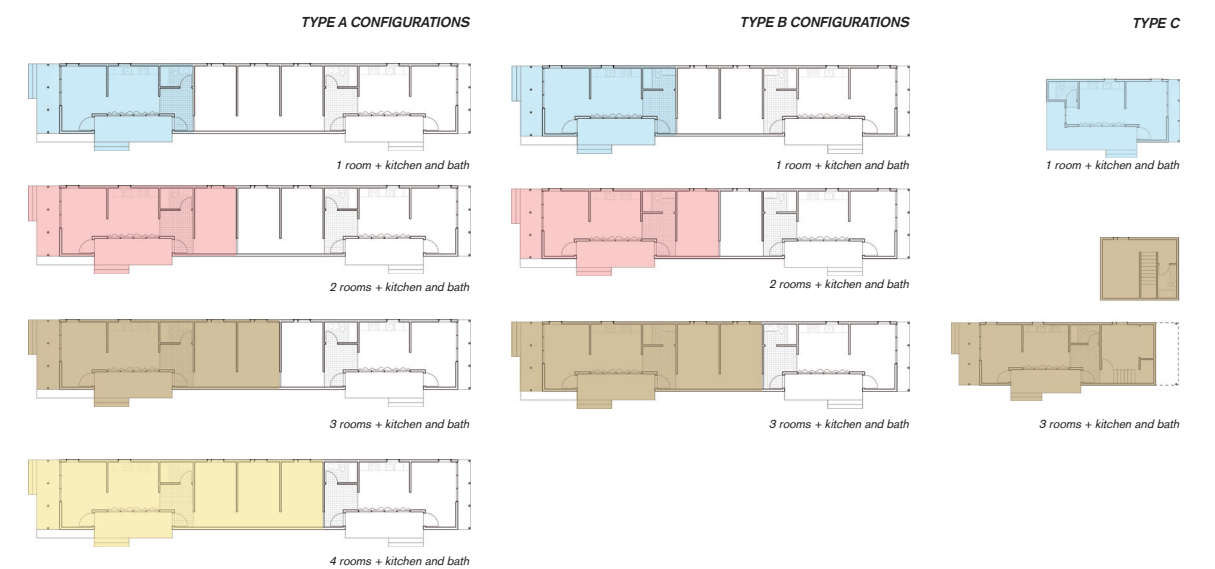 TYPE A CONFIGURATIONS
TYPE B CONFIGURATIONS
TYPE C
1 room + kitchen and bath
1 room + kitchen and bath
1 room + kitchen and bath
2 rooms + kitchen and bath
2 rooms + kitchen and bath
3 rooms + kitchen and bath
3 rooms + kitchen and bath
3 rooms + kitchen and bath
4 rooms + kitchen and bath